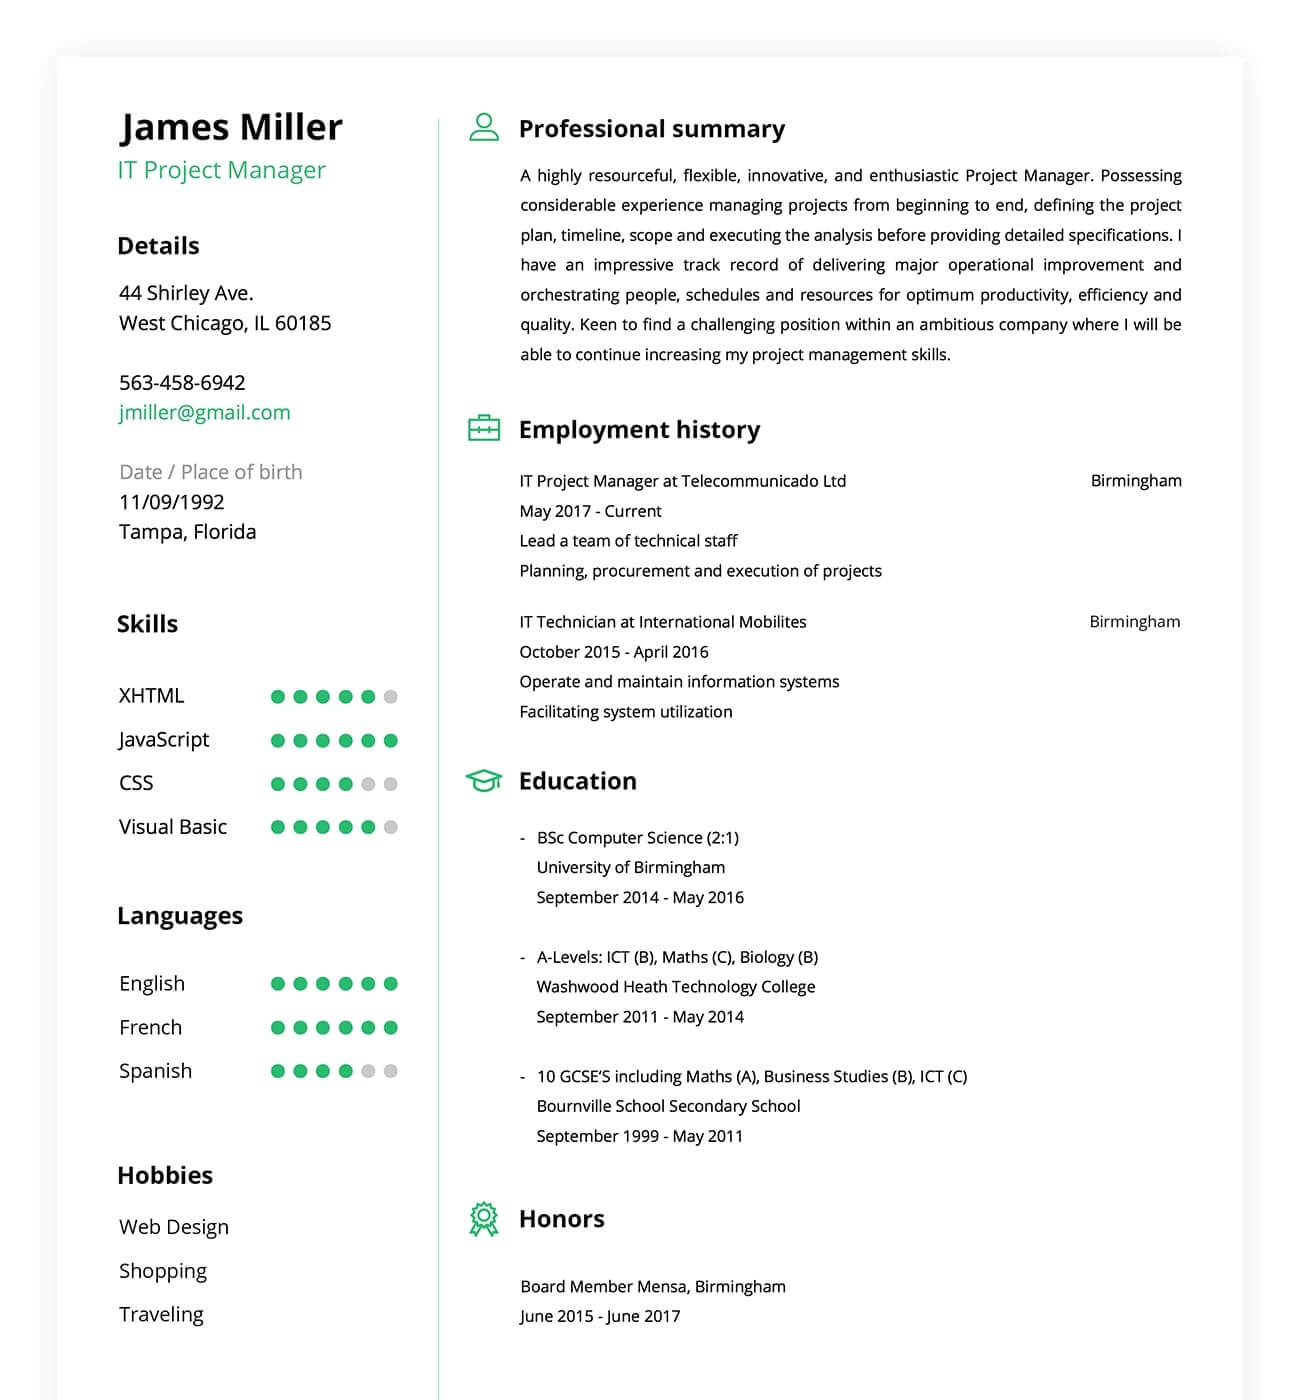 James Miller
IT Project Manager
Details
44 Shirley Ave.
West Chicago, IL 60185
563-458-6942
jmiller@gmail.com
Date / Place of birth
11/09/1992
Tampa, Florida
Skills
XHTML
JavaScript
CSS
Visual Basic
Languages
English
French
Spanish
Hobbies
Web Design
Shopping
Traveling
Professional summary
A highly resourceful, flexible, innovative, and enthusiastic Project Manager. Possessing
considerable experience managing projects from beginning to end, defining the project
plan, timeline, scope and executing the analysis before providing detailed specifications. I
have an impressive track record of delivering major operational improvement and
orchestrating people, schedules and resources for optimum productivity, efficiency and
quality. Keen to find a challenging position within an ambitious company where I will be
able to continue increasing my project management skills.
Employment history
IT Project Manager at Telecommunicado Ltd Birmingham
May 2017 - Current
Lead a team of technical staff
Planning, procurement and execution of projects
IT Technician at International Mobilites Birmingham
October 2015 - April 2016
Operate and maintain information systems
Facilitating system utilization
Education
- BSc Computer Science (2:1)
University of Birmingham
September 2014 - May 2016
- A-Levels: ICT (B), Maths (C), Biology (B)
Washwood Heath Technology College
September 2011 - May 2014
- 10 GCSE'S including Maths (A), Business Studies (B), ICT (C)
Bournville School Secondary School
September 1999 - May 2011
Honors
Board Member Mensa, Birmingham
June 2015 - June 2017